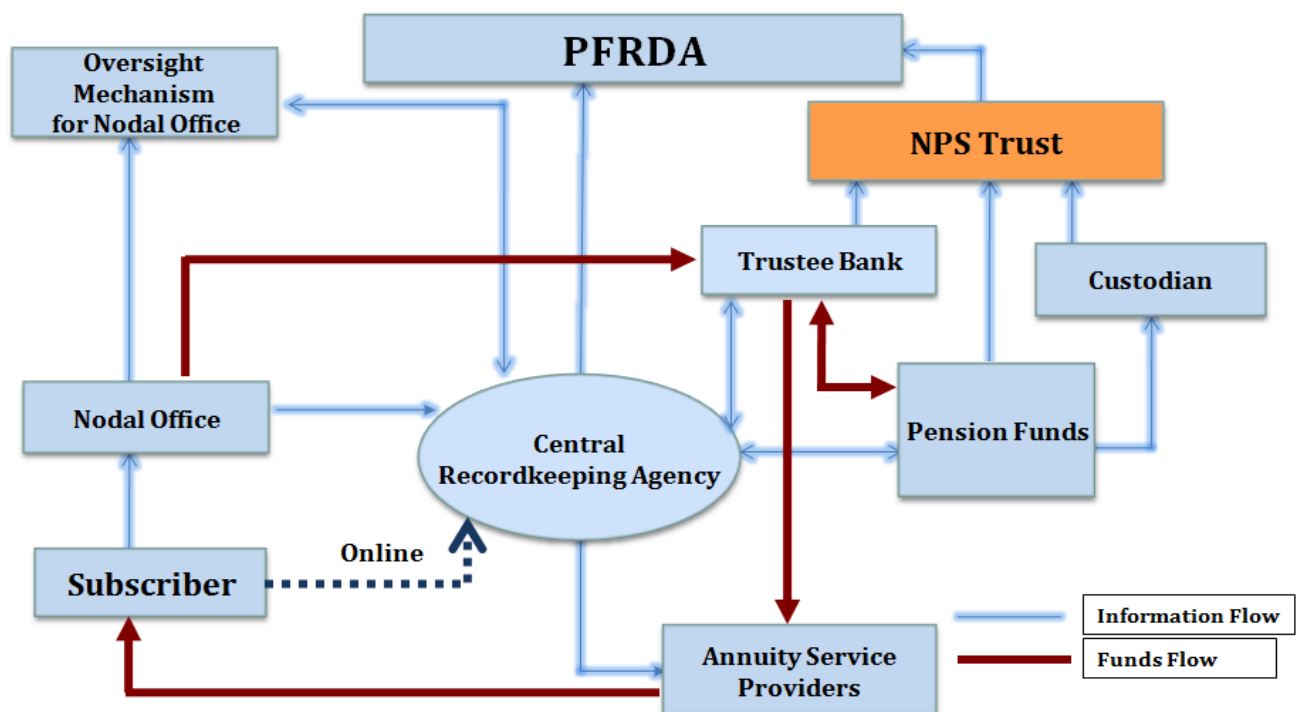 PFRDA
Oversight
Mechanism
for Nodal Office
NPS Trust
Trustee Bank
Custodian
Nodal Office
Central
Recordkeeping Agency
Pension Funds
Online
Subscriber
Information Flow
Funds Flow
Annuity Service
Providers